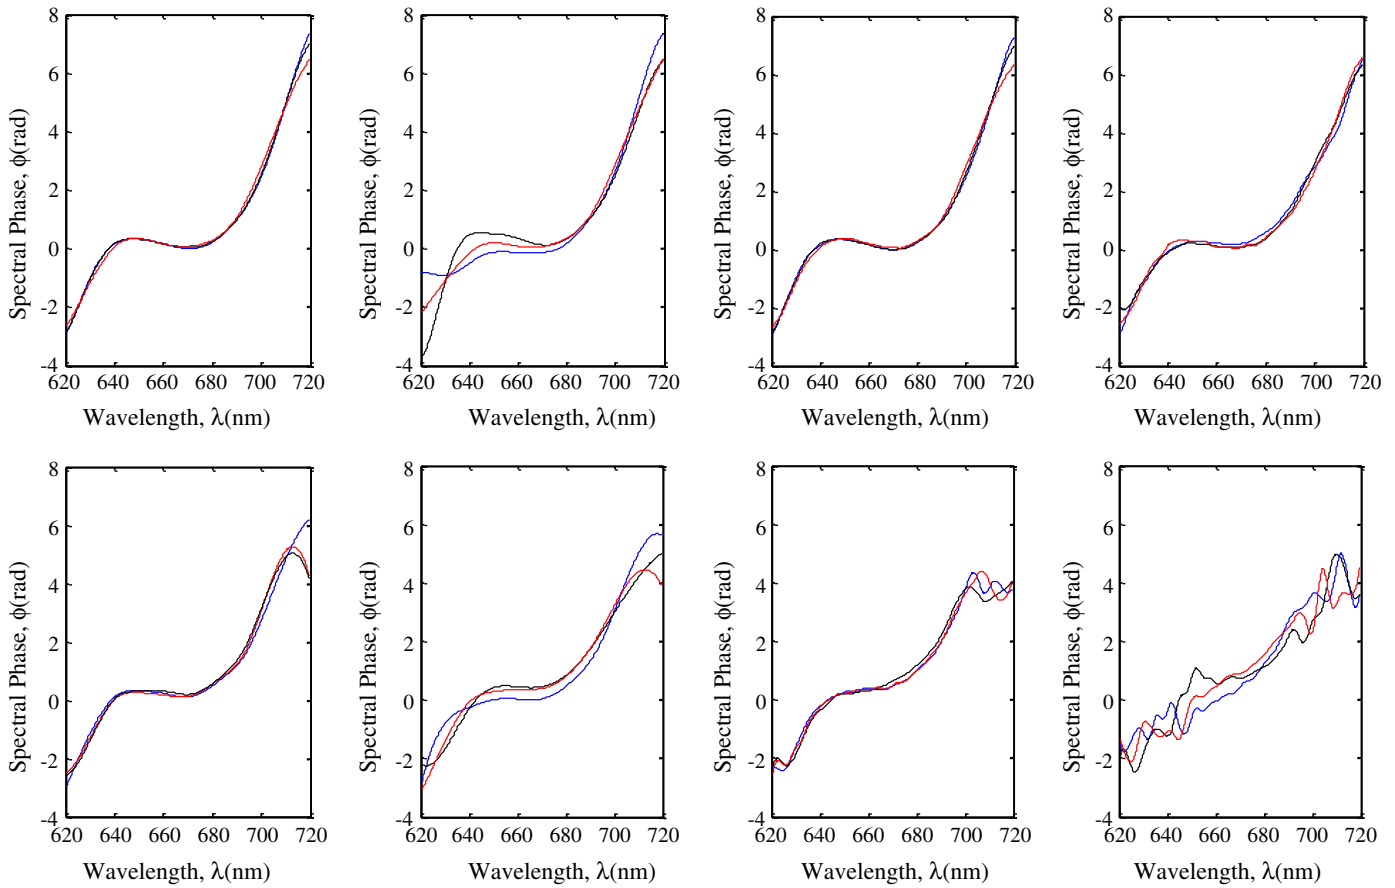 8 8 8 8
6 6 6 6
4 4 4 4
2 2 2 2
0 0 0 0
-2 -2 -2 -2
-4 -4 -4 -4
Spectral Phase, ϕ(rad) Spectral Phase, ϕ(rad) Spectral Phase, ϕ(rad) Spectral Phase, ϕ(rad)
620 640 660 680 700 720 620 640 660 680 700 720 620 640 660 680 700 720 620 640 660 680 700 720
Wavelength, λ(nm) Wavelength, λ(nm) Wavelength, λ(nm) Wavelength, λ(nm)
8 8 8 8
6 6 6 6
4 4 4 4
2 2 2 2
0 0 0 0
-2 -2 -2 -2
-4 -4 -4 -4
Spectral Phase, ϕ(rad) Spectral Phase, ϕ(rad) Spectral Phase, ϕ(rad) Spectral Phase, ϕ(rad)
620 640 660 680 700 720 620 640 660 680 700 720 620 640 660 680 700 720 620 640 660 680 700 720
Wavelength, λ(nm) Wavelength, λ(nm) Wavelength, λ(nm) Wavelength, λ(nm)